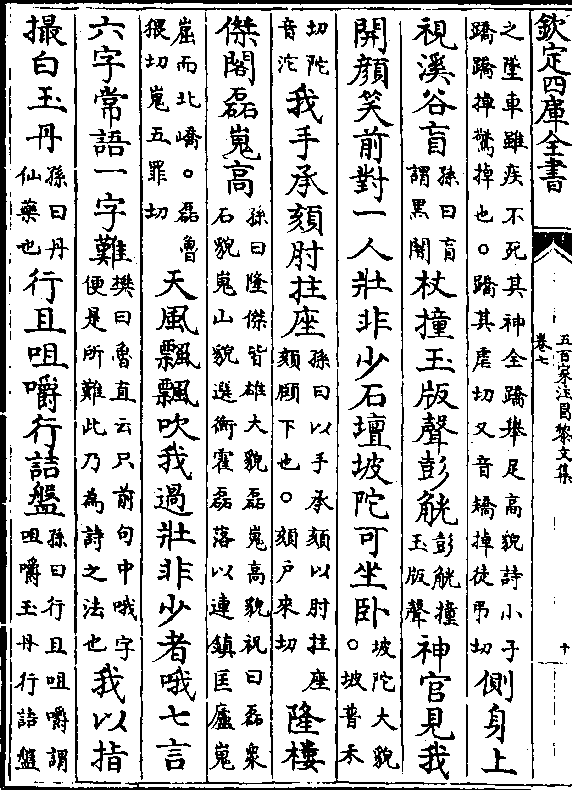 欽定四庫全書
五百家注昌黎文集
卷七
十
之墜車雖疾不死其神全蹻舉足高貌詩小子
蹻蹻掉驚掉也。蹻其虐切又音矯掉徒弔切
側身上
視溪谷盲
孫曰盲
謂黑闇
杖撞玉版聲彭觥
彭觥撞
玉版聲
神官見我
開顏笑前對一人壯非少石壇坡陀可坐卧
坡陀大貌
。坡普禾
切陀
音沱
我手承頦肘拄座
孫曰以手承頦以肘拄座
頦頤下也。頦户來切
隆樓
傑閣磊嵬高
孫曰隆傑皆雄大貌磊嵬高貌祝曰磊衆
石貌嵬山貌選衡霍磊落以連鎮匡廬嵬
崫而北嶠。磊魯
猥切嵬五罪切
天風飄飄吹我過壯非少者哦七言
六字常語一字難
樊曰魯直云只前句中哦字
便是所難此乃為詩之法也
我以指
撮白玉丹
孫曰丹
仙藥也
行且咀嚼行詰盤
孫曰行且咀嚼謂
咀嚼玉丹行詰盤